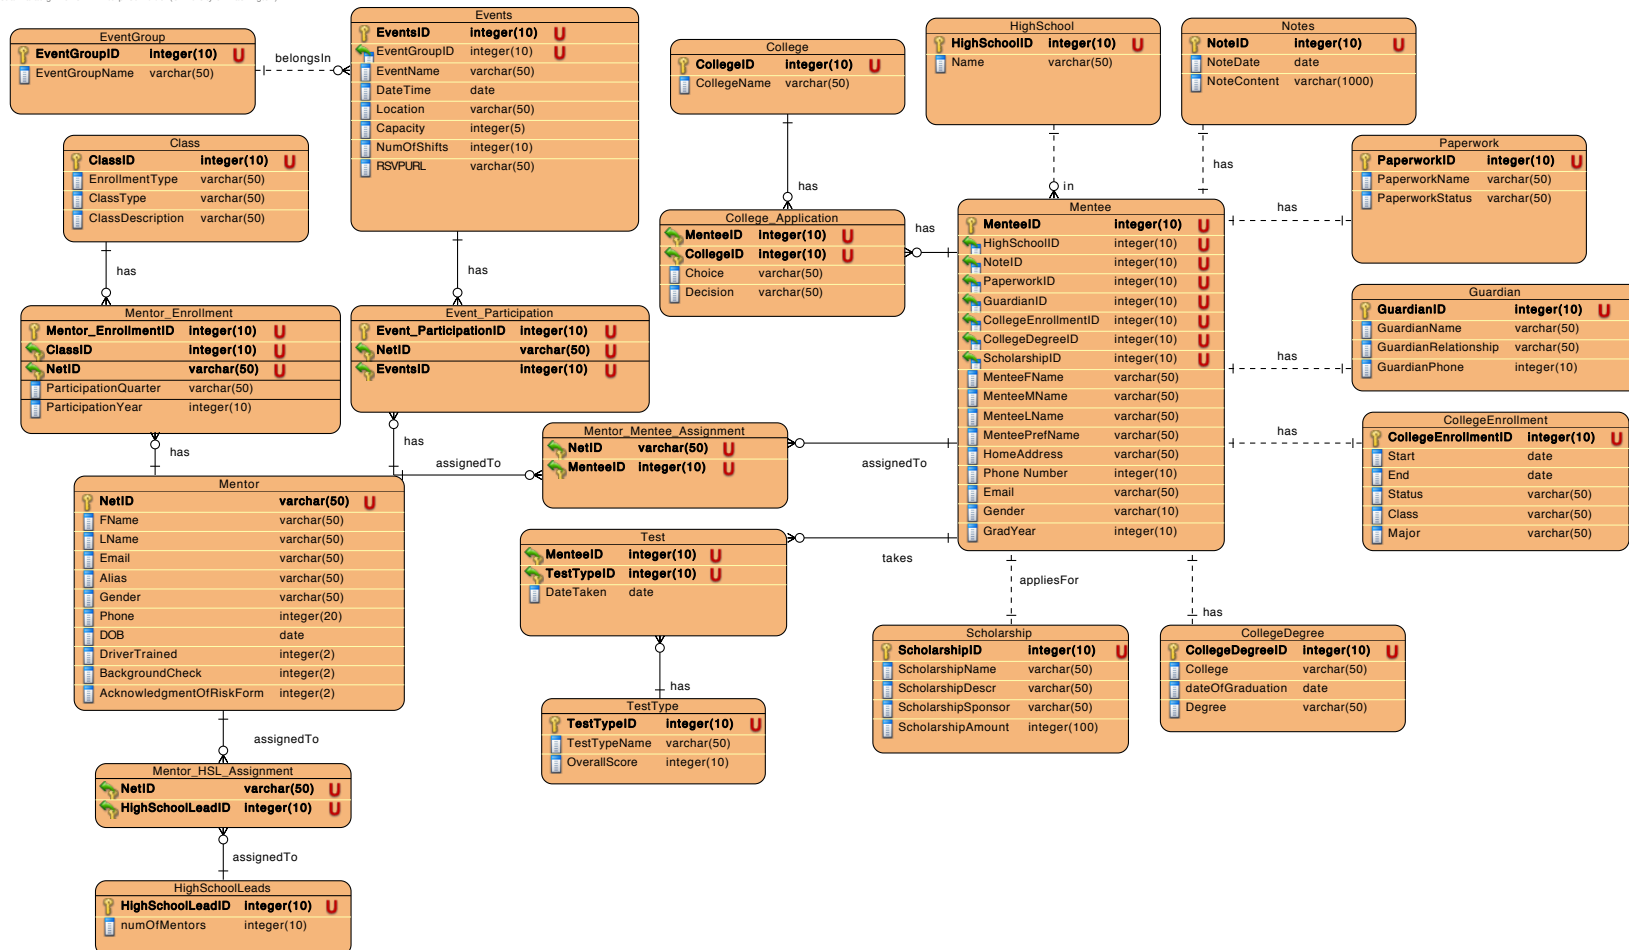 EventGroup
EventGroupID integer(10) U
EventGroupName varchar(50)
belongsIn
Events
EventsID integer(10) U
EventGroupID integer(10) U
EventName varchar(50)
DateTime date
Location varchar(50)
Capacity integer(5)
NumOfShifts integer(10)
RSVPURL varchar(50)
College
CollegeID integer(10) U
CollegeName varchar(50)
HighSchool
HighSchoolID integer(10) U
Name varchar(50)
Notes
NoteID integer(10) U
NoteDate date
NoteContent varchar(1000)
Class
ClassID integer(10) U
EnrollmentType varchar(50)
ClassType varchar(50)
ClassDescription varchar(50)
has
has
has
in
has
Paperwork
PaperworkID integer(10) U
PaperworkName varchar(50)
PaperworkStatus varchar(50)
has
College_Application
MenteeID integer(10) U
CollegeID integer(10) U
Choice varchar(50)
Decision varchar(50)
has
Mentee
MenteeID integer(10) U
HighSchoolID integer(10) U
NoteID integer(10) U
PaperworkID integer(10) U
GuardianID integer(10) U
CollegeEnrollmentID integer(10) U
CollegeDegreeID integer(10) U
ScholarshipID integer(10) U
MenteeFName varchar(50)
MenteeMName varchar(50)
MenteeLName varchar(50)
MenteePrefName varchar(50)
HomeAddress varchar(50)
Phone Number integer(10)
Email varchar(50)
Gender varchar(10)
GradYear integer(10)
Guardian
GuardianID integer(10) U
GuardianName varchar(50)
GuardianRelationship varchar(50)
GuardianPhone integer(10)
has
Mentor_Enrollment
Mentor_EnrollmentID integer(10) U
ClassID integer(10) U
NetID varchar(50) U
ParticipationQuarter varchar(50)
ParticipationYear integer(10)
has
Event_Participation
Event_ParticipationID integer(10) U
NetID varchar(50) U
EventsID integer(10) U
has
Mentor_Mentee_Assignment
NetID varchar(50) U
MenteeID integer(10) U
assignedTo
assignedTo
CollegeEnrollment
CollegeEnrollmentID integer(10) U
Start date
End date
Status varchar(50)
Class varchar(50)
Major varchar(50)
has
Mentor
NetID varchar(50) U
FName varchar(50)
LName varchar(50)
Email varchar(50)
Alias varchar(50)
Gender varchar(50)
Phone integer(20)
DOB date
DriverTrained integer(2)
BackgroundCheck integer(2)
AcknowledgmentOfRiskForm integer(2)
Test
MenteeID integer(10) U
TestTypeID integer(10) U
DateTaken date
takes
has
TestType
TestTypeID integer(10) U
TestTypeName varchar(50)
OverallScore integer(10)
appliesFor
has
Scholarship
ScholarshipID integer(10) U
ScholarshipName varchar(50)
ScholarshipDescr varchar(50)
ScholarshipSponsor varchar(50)
ScholarshipAmount integer(100)
CollegeDegree
CollegeDegreeID integer(10) U
College varchar(50)
dateOfGraduation date
Degree varchar(50)
assignedTo
Mentor_HSL_Assignment
NetID varchar(50) U
HighSchoolLeadID integer(10) U
assignedTo
HighSchoolLeads
HighSchoolLeadID integer(10) U
numOfMentors integer(10)